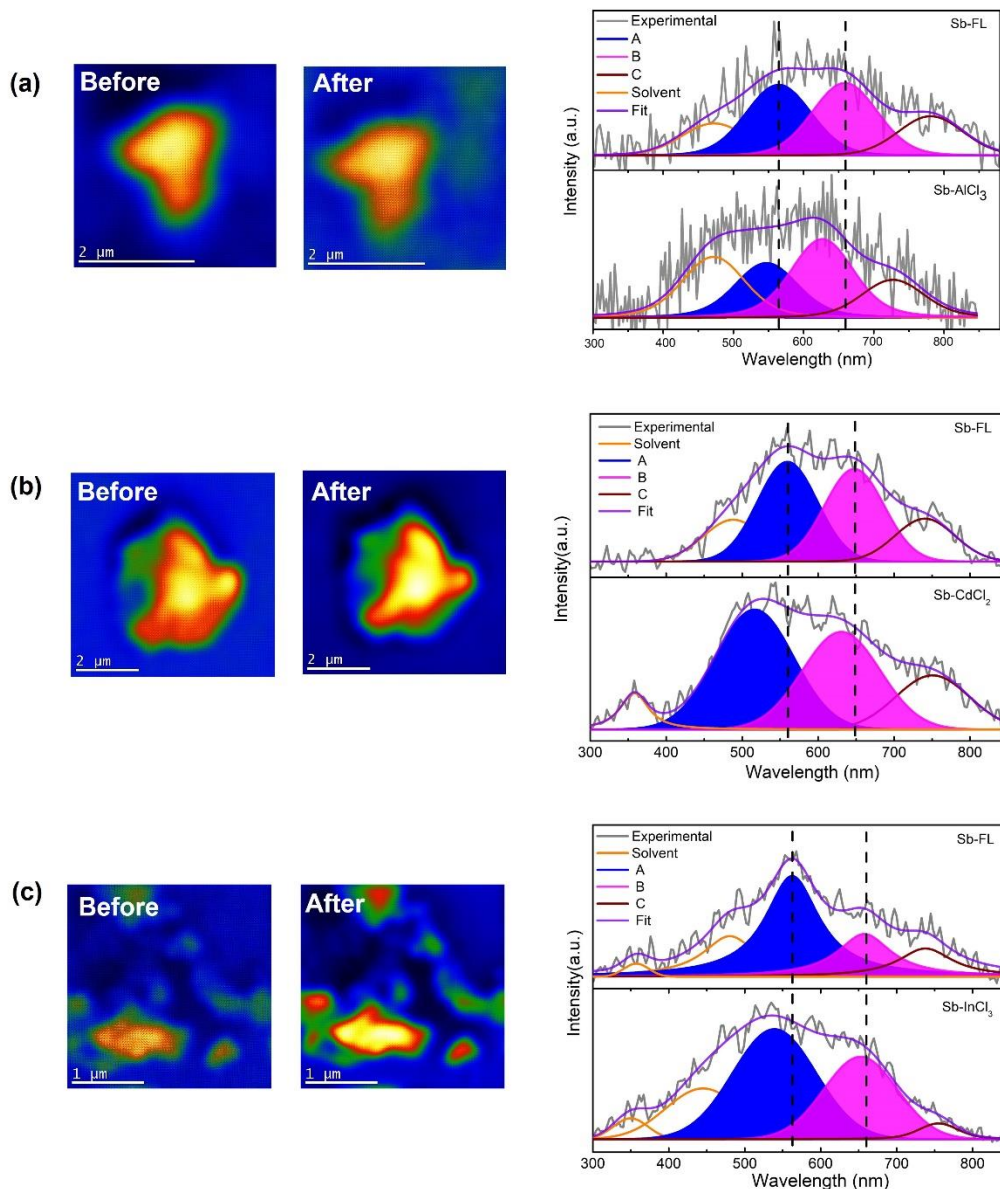 (a)
Before
2 µm
After
2 µm
Experimental
A
B
C
Solvent
Fit
Sb-FL
Sb-AlCl₃
Intensity (a.u.)
300 400 500 600 700 800
Wavelength (nm)
(b)
Before
2 µm
After
2 µm
Experimental
Solvent
A
B
C
Fit
Sb-FL
Sb-CdCl₂
Intensity(a.u.)
300 400 500 600 700 800
Wavelength (nm)
(c)
Before
1 µm
After
1 µm
Experimental
Solvent
A
B
C
Fit
Sb-FL
Sb-InCl₃
Intensity(a.u.)
300 400 500 600 700 800
Wavelength (nm)